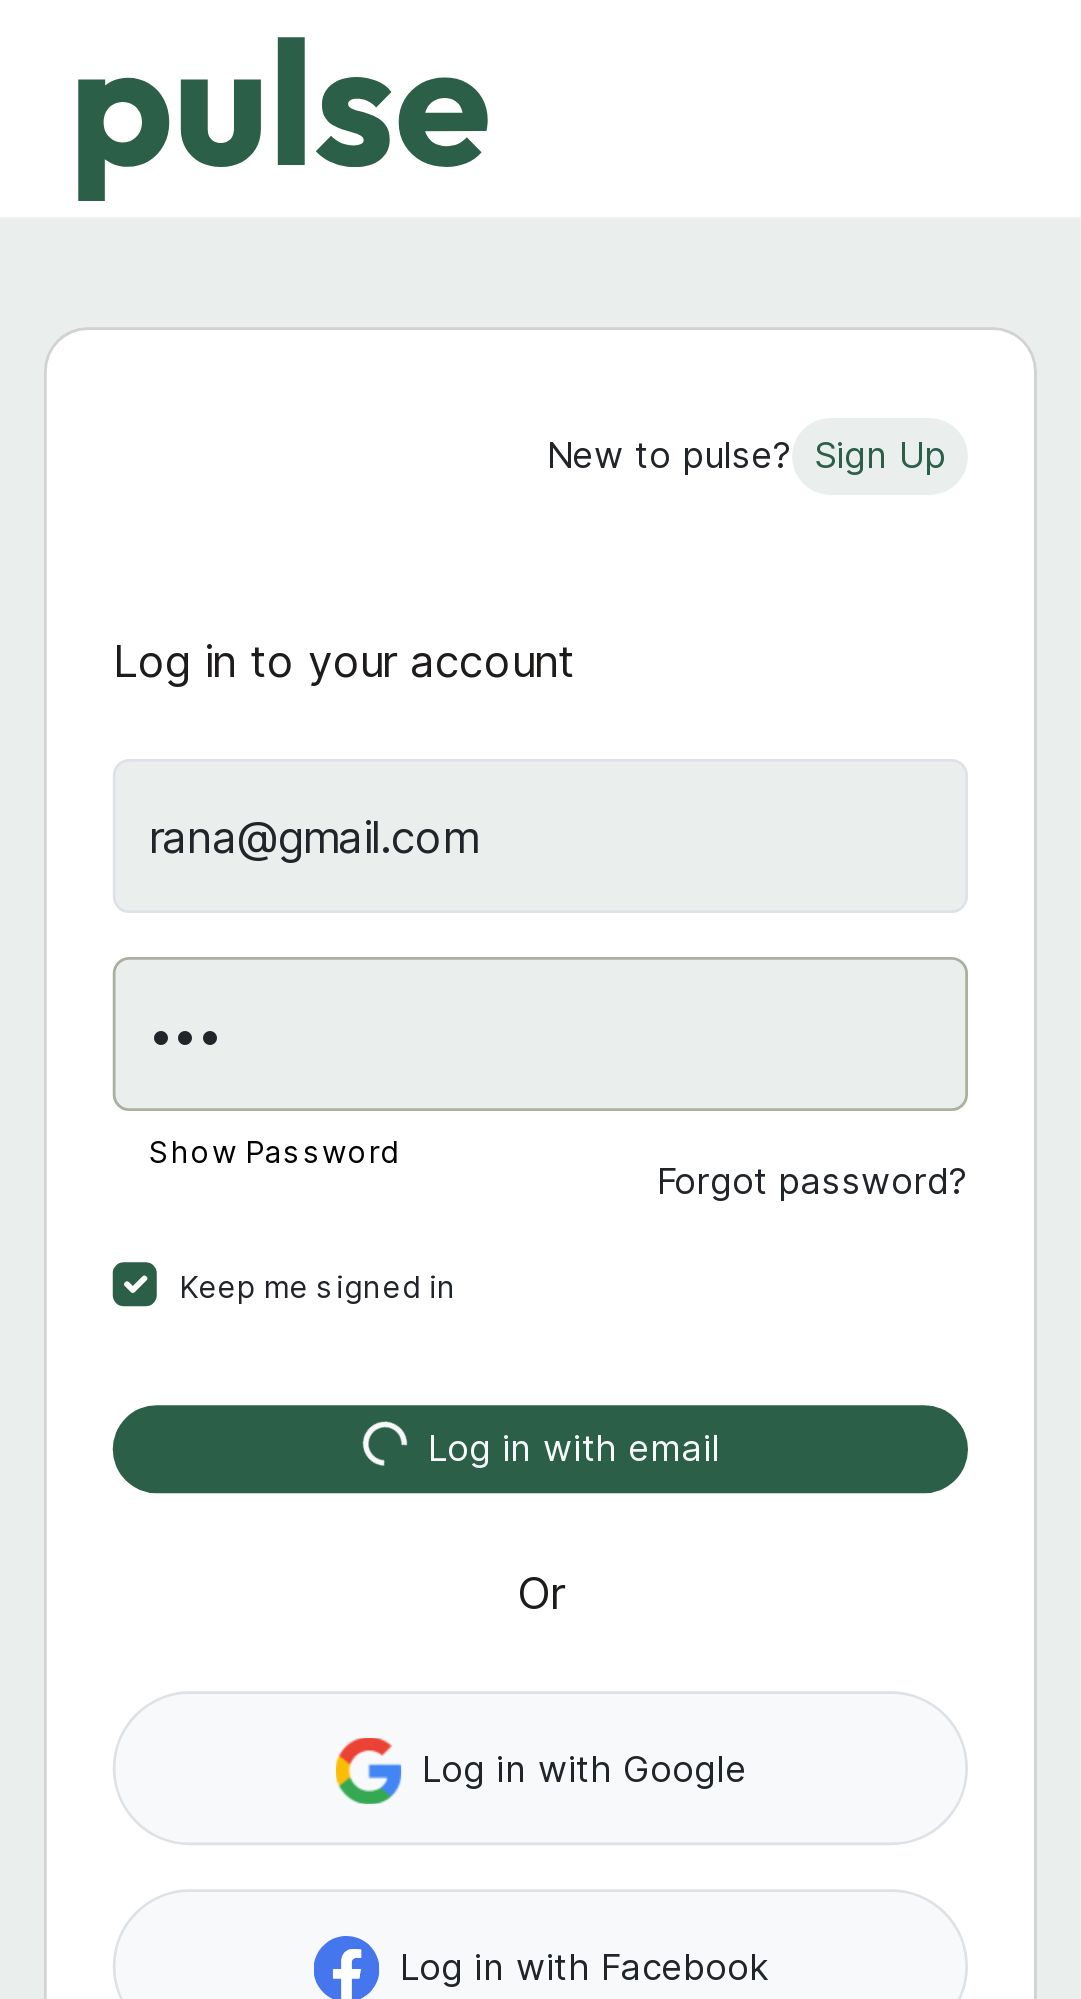 pulse
New to pulse? Sign Up
Log in to your account
rana@gmail.com
•••
Show Password
Forgot password?
Keep me signed in
Log in with email
Or
Log in with Google
Log in with Facebook